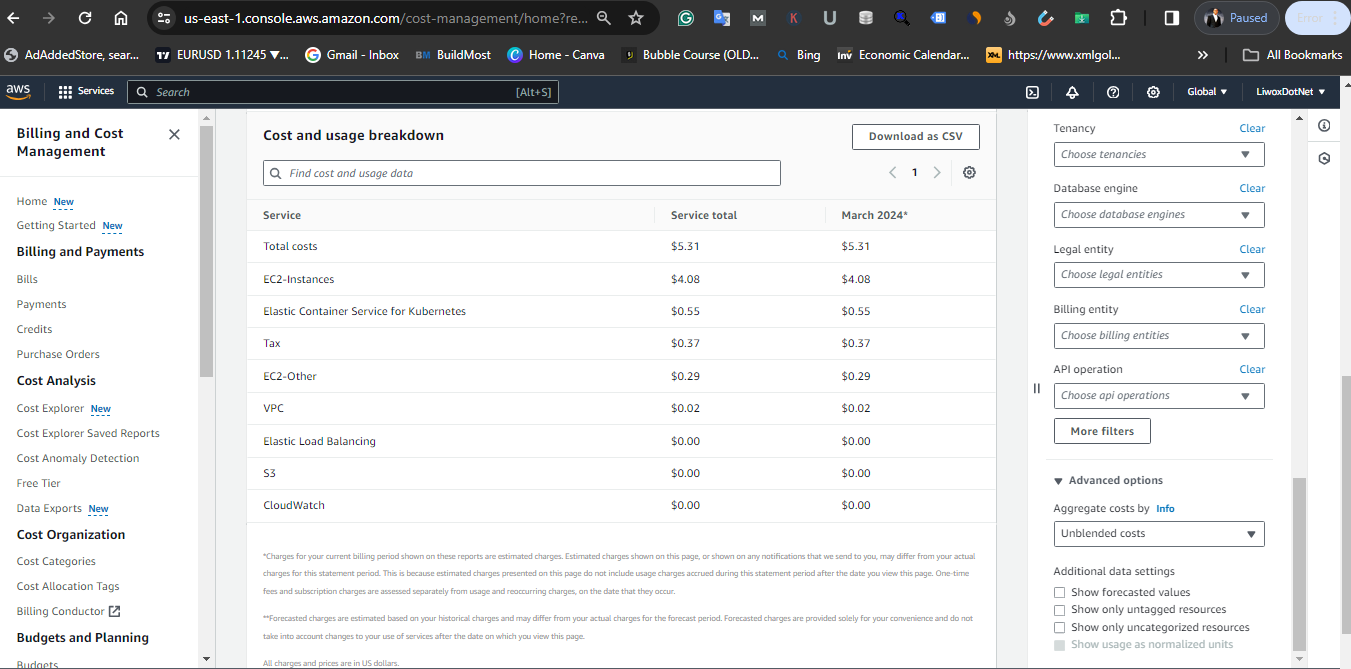 us-east-1.console.aws.amazon.com/cost-management/home?re...
Paused
Error
AdAddedStore, sear...
EURUSD 1.11245 ▼...
Gmail - Inbox
BM BuildMost
Home - Canva
Bubble Course (OLD...
Bing
inv Economic Calendar...
https://www.xmlgol...
All Bookmarks
aws
Services
Search
[Alt+S]
Global
LiwoxDotNet
Billing and Cost
Management
Home New
Getting Started New
Billing and Payments
Bills
Payments
Credits
Purchase Orders
Cost Analysis
Cost Explorer New
Cost Explorer Saved Reports
Cost Anomaly Detection
Free Tier
Data Exports New
Cost Organization
Cost Categories
Cost Allocation Tags
Billing Conductor
Budgets and Planning
Budgets
Cost and usage breakdown
Download as CSV
Find cost and usage data
1
Service Service total March 2024*
Total costs $5.31 $5.31
EC2-Instances $4.08 $4.08
Elastic Container Service for Kubernetes $0.55 $0.55
Tax $0.37 $0.37
EC2-Other $0.29 $0.29
VPC $0.02 $0.02
Elastic Load Balancing $0.00 $0.00
S3 $0.00 $0.00
CloudWatch $0.00 $0.00
*Charges for your current billing period shown on these reports are estimated charges. Estimated charges shown on this page, or shown on any notifications that we send to you, may differ from your actual
charges for this statement period. This is because estimated charges presented on this page do not include usage charges accrued during this statement period after the date you view this page. One-time
fees and subscription charges are assessed separately from usage and reoccurring charges, on the date that they occur.
**Forecasted charges are estimated based on your historical charges and may differ from your actual charges for the forecast period. Forecasted charges are provided solely for your convenience and do not
take into account changes to your use of services after the date on which you view this page.
All charges and prices are in US dollars.
Tenancy Clear
Choose tenancies
Database engine Clear
Choose database engines
Legal entity Clear
Choose legal entities
Billing entity Clear
Choose billing entities
API operation Clear
Choose api operations
More filters
Advanced options
Aggregate costs by Info
Unblended costs
Additional data settings
Show forecasted values
Show only untagged resources
Show only uncategorized resources
Show usage as normalized units